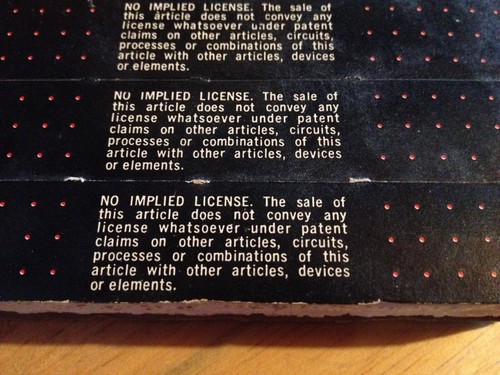 NO IMPLIED LICENSE. The sale of
this article does not convey any
license whatsoever under patent
claims on other articles, circuits,
processes or combinations of this
article with other articles, devices
or elements.
NO IMPLIED LICENSE. The sale of
this article does not convey any
license whatsoever under patent
claims on other articles, circuits,
processes or combinations of this
article with other articles, devices
or elements.
NO IMPLIED LICENSE. The sale of
this article does not convey any
license whatsoever under patent
claims on other articles, circuits,
processes or combinations of this
article with other articles, devices
or elements.